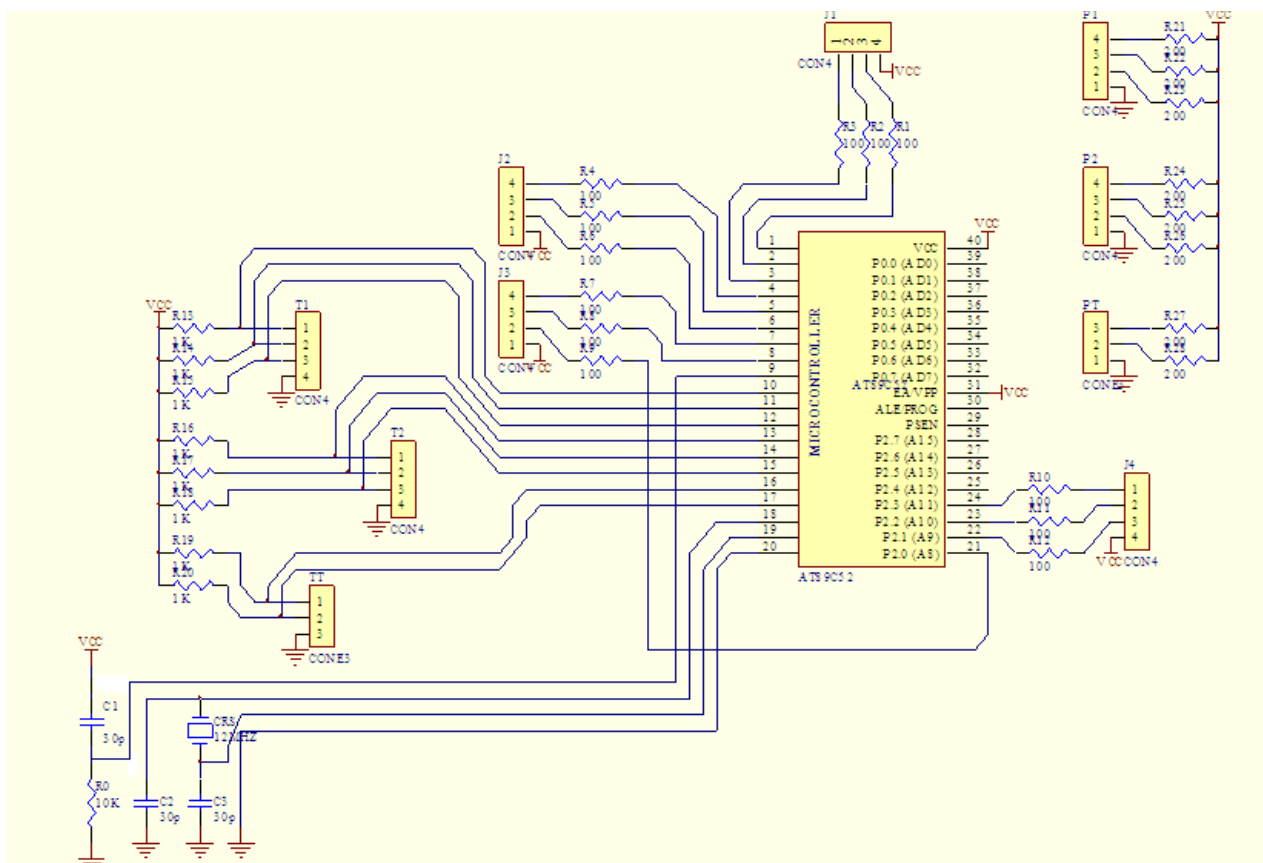 J1
1 2 3 4
CON4
VCC
R3
100
R2
100
R1
100
P1
4
3
2
1
CON4
VCC
R21
200
R22
200
R23
200
P2
4
3
2
1
CON4
R24
200
R25
200
R26
200
PT
3
2
1
R27
200
R28
200
J2
4
3
2
1
VCC
R4
100
R5
100
R6
100
J3
4
3
2
1
VCC
R7
100
R8
100
R9
100
VCC
R13
1K
R14
1K
R15
1K
T1
1
2
3
4
CON4
R16
1K
R17
1K
R18
1K
T2
1
2
3
4
CON4
R19
1K
R20
1K
TT
1
2
3
CONE3
1
2
3
4
5
6
7
8
9
10
11
12
13
14
15
16
17
18
19
20
MICROCONTROLLER
AT89C52
VCC
P0.0 (AD0)
P0.1 (AD1)
P0.2 (AD2)
P0.3 (AD3)
P0.4 (AD4)
P0.5 (AD5)
P0.6 (AD6)
P0.7 (AD7)
EA/VPP
ALE/PROG
PSEN
P2.7 (A15)
P2.6 (A14)
P2.5 (A13)
P2.4 (A12)
P2.3 (A11)
P2.2 (A10)
P2.1 (A9)
P2.0 (A8)
AT89C52
VCC
40
39
38
37
36
35
34
33
32
31
VCC
30
29
28
27
26
25
24
23
22
21
R10
100
R11
100
R12
100
J4
1
2
3
4
VCC
CON4
VCC
C1
30p
R0
10K
C2
30p
12MHZ
C3
30p